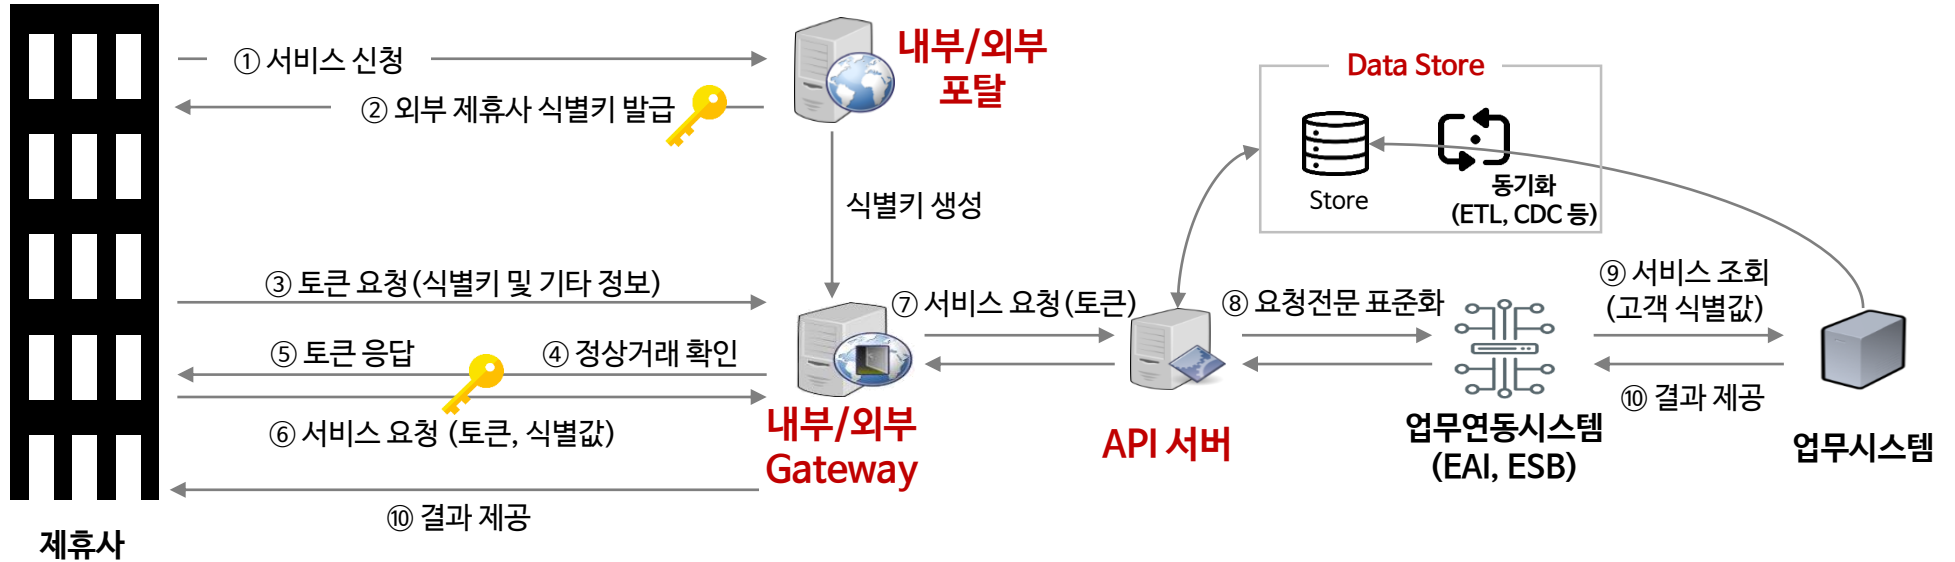 ① 서비스 신청
② 외부 제휴사 식별키 발급
내부/외부
포탈
Data Store
Store
동기화
(ETL, CDC 등)
식별키 생성
③ 토큰 요청(식별키 및 기타 정보)
⑤ 토큰 응답
④ 정상거래 확인
⑥ 서비스 요청 (토큰, 식별값)
⑩ 결과 제공
제휴사
내부/외부
Gateway
⑦ 서비스 요청(토큰)
API 서버
⑧ 요청전문 표준화
업무연동시스템
(EAI, ESB)
⑨ 서비스 조회
(고객 식별값)
⑩ 결과 제공
업무시스템